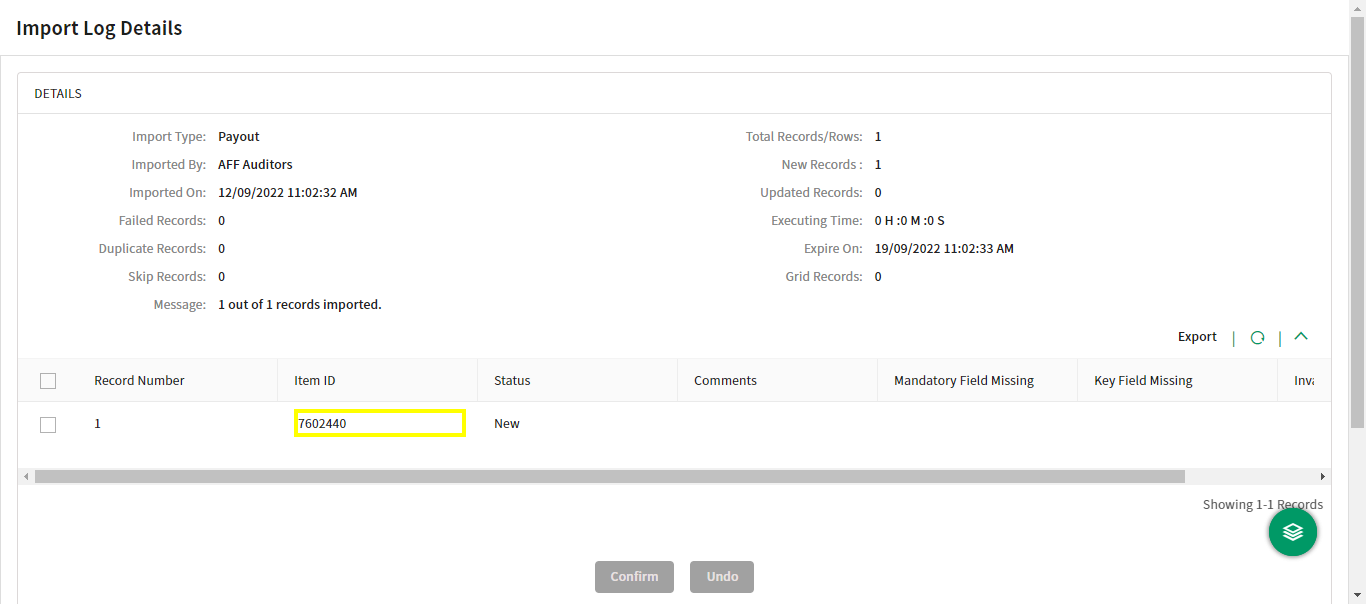 Import Log Details
DETAILS
Import Type: Payout
Total Records/Rows: 1
Imported By: AFF Auditors
New Records : 1
Imported On: 12/09/2022 11:02:32 AM
Updated Records: 0
Failed Records: 0
Executing Time: 0 H :0 M :0 S
Duplicate Records: 0
Expire On: 19/09/2022 11:02:33 AM
Skip Records: 0
Grid Records: 0
Message: 1 out of 1 records imported.
Export
Record Number Item ID Status Comments Mandatory Field Missing Key Field Missing
1 7602440 New
Showing 1-1 Records
Confirm Undo